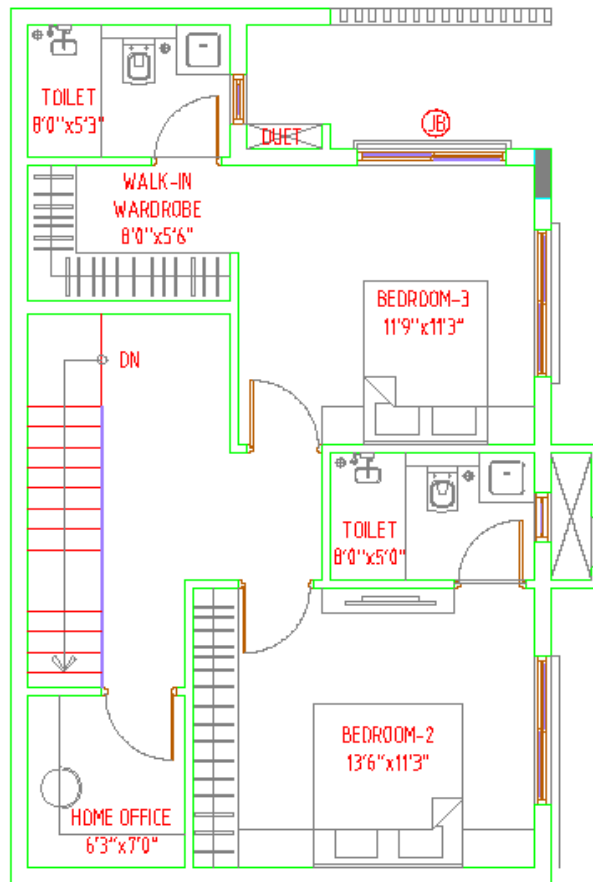 TOILET
8'0"x5'3"
DUET
JB
WALK-IN
WARDROBE
8'0"x5'6"
BEDROOM-3
11'9"x11'3"
DN
TOILET
8'0"x5'0"
BEDROOM-2
13'6"x11'3"
HOME OFFICE
6'3"x7'0"